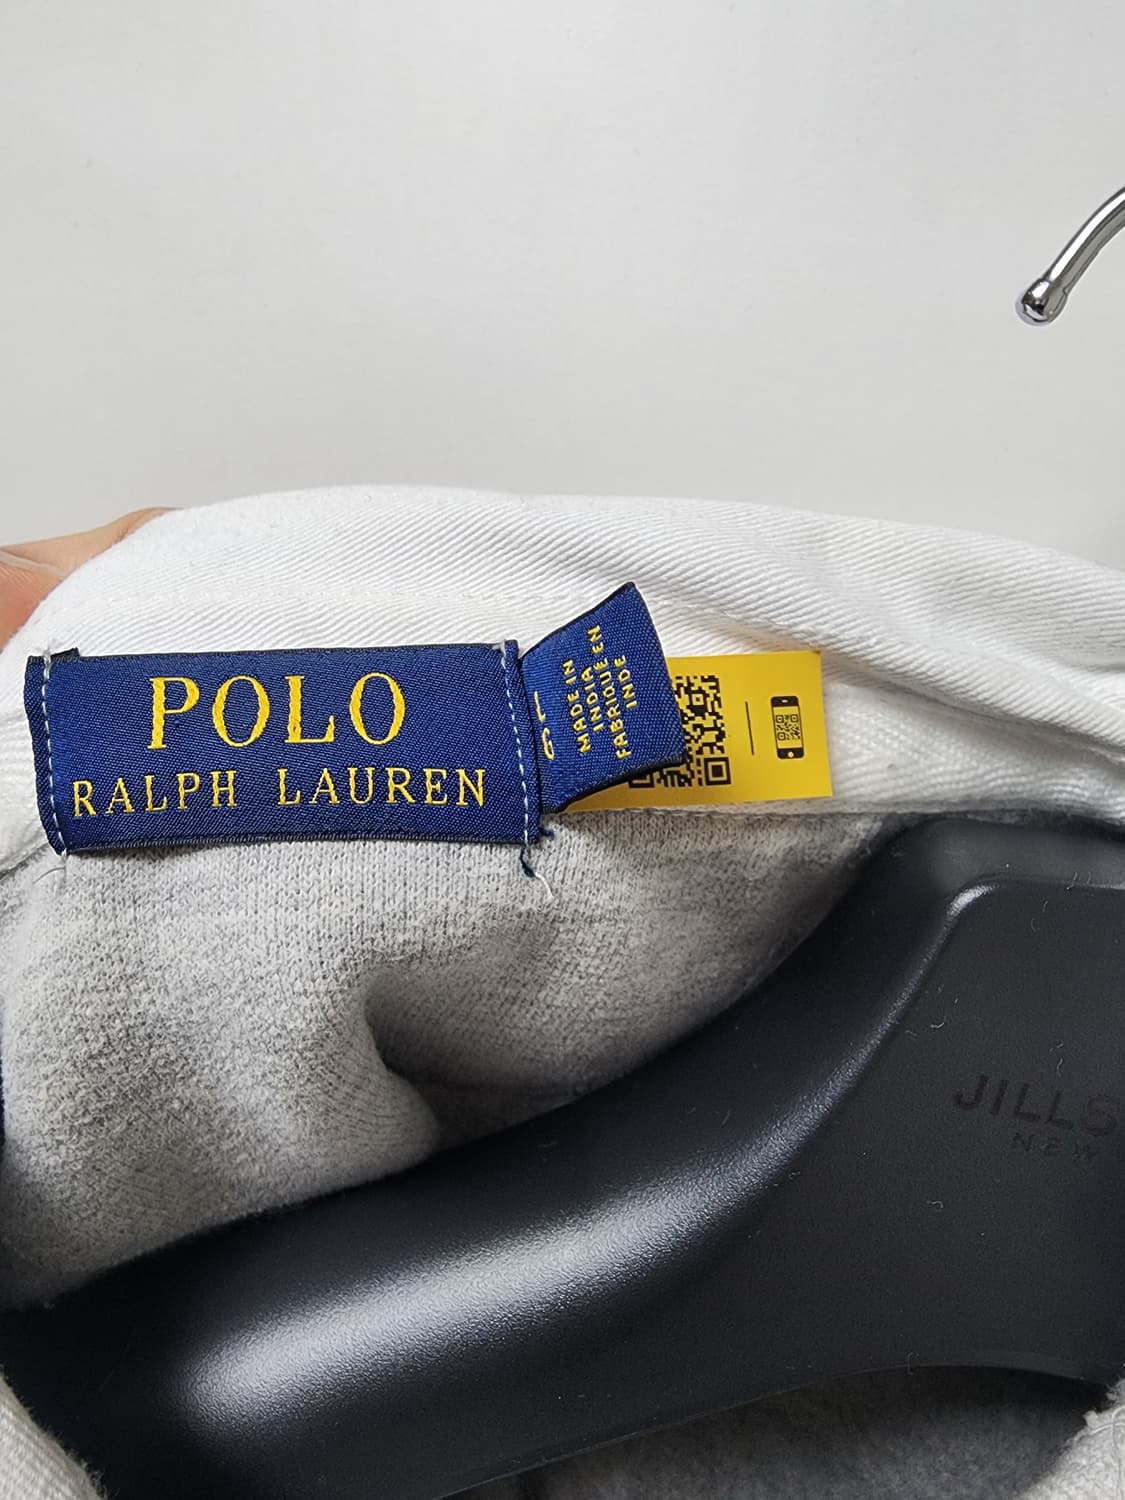 POLO
RALPH LAUREN
MADE IN
INDIA
FABRIQUÉ EN
INDE
JILLS
NEW